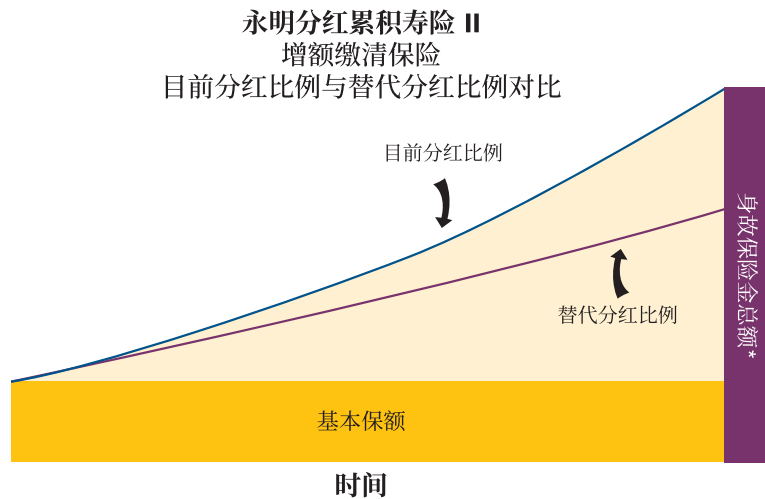 永明分红累积寿险 II
增额缴清保险
目前分红比例与替代分红比例对比
目前分红比例
身故保险金总额*
替代分红比例
基本保额
时间